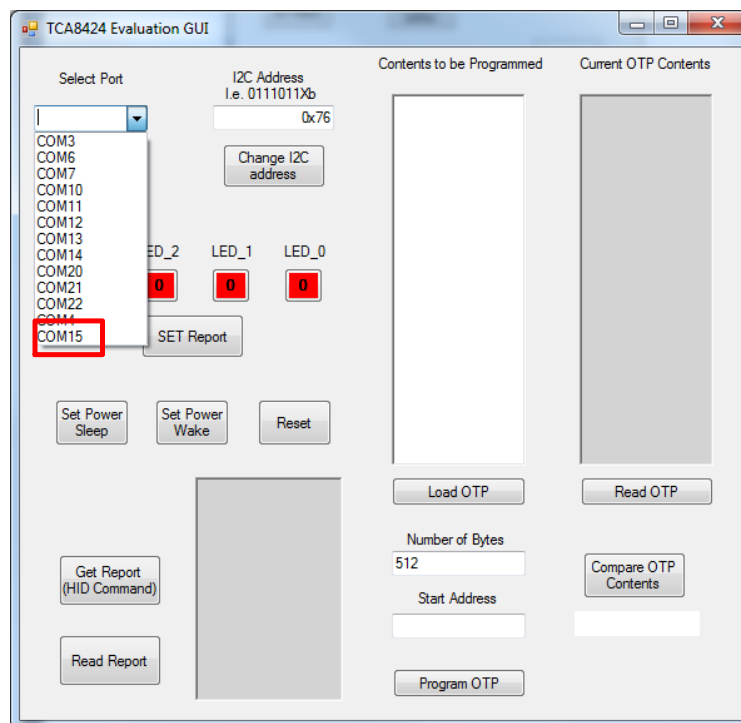 TCA8424 Evaluation GUI
Select Port
I2C Address
I.e. 0111011Xb
0x76
Change I2C
address
COM3
COM6
COM7
COM10
COM11
COM12
COM13
COM14
COM20
COM21
COM22
COM4
COM15
ED_2
LED_1
LED_0
0
0
0
SET Report
Set Power
Sleep
Set Power
Wake
Reset
Get Report
(HID Command)
Read Report
Contents to be Programmed
Load OTP
Number of Bytes
512
Start Address
Program OTP
Current OTP Contents
Read OTP
Compare OTP
Contents